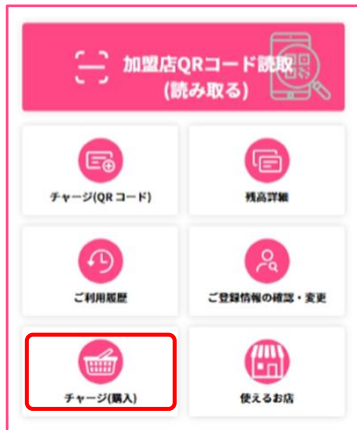 加盟店QRコード読取
(読み取る)
チャージ(QRコード)
残高詳細
ご利用履歴
ご登録情報の確認・変更
チャージ(購入)
使えるお店